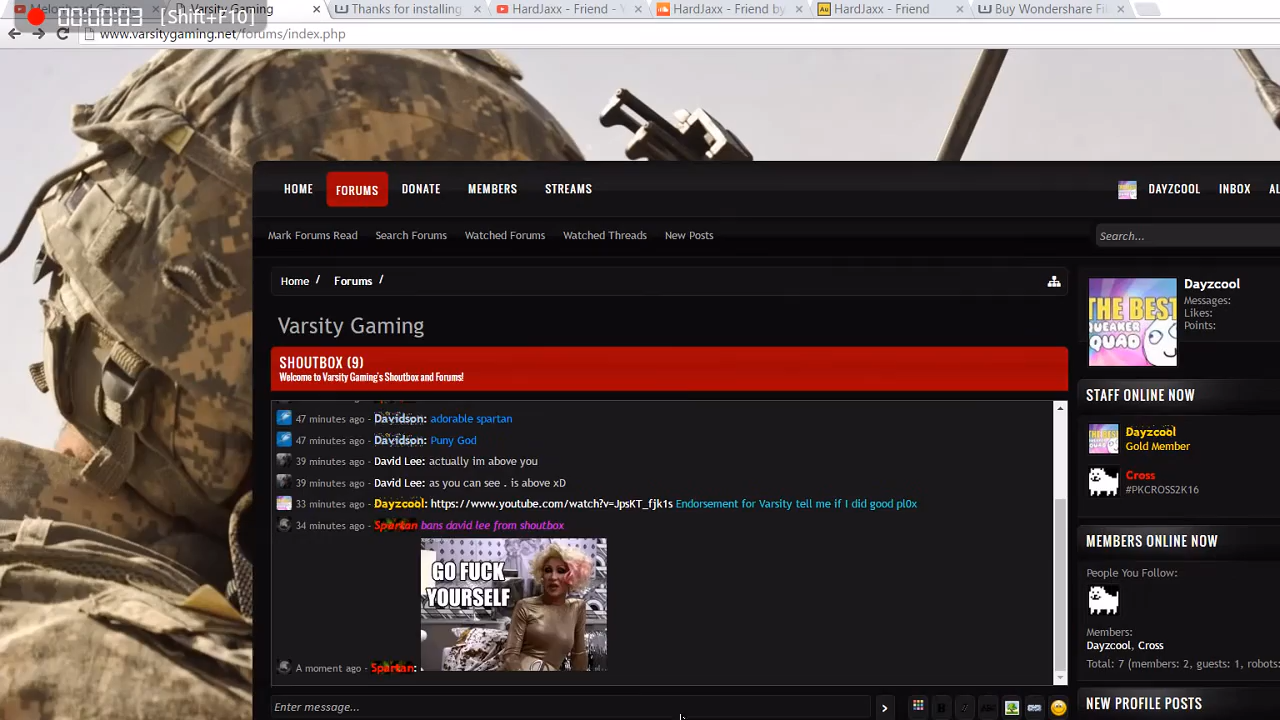 Varsity Gaming
Thanks for installing
HardJaxx - Friend - Y
HardJaxx - Friend by
HardJaxx - Friend
Buy Wondershare Fil
00:00:03 [Shift+F10]
www.varsitygaming.net/forums/index.php
HOME
FORUMS
DONATE
MEMBERS
STREAMS
DAYZCOOL
INBOX
AL
Mark Forums Read
Search Forums
Watched Forums
Watched Threads
New Posts
Search...
Home /
Forums /
Varsity Gaming
SHOUTBOX (9)
Welcome to Varsity Gaming's Shoutbox and Forums!
47 minutes ago - Davidson: adorable spartan
47 minutes ago - Davidson: Puny God
39 minutes ago - David Lee: actually im above you
39 minutes ago - David Lee: as you can see . is above xD
33 minutes ago - Dayzcool: https://www.youtube.com/watch?v=JpsKT_fjk1s Endorsement for Varsity tell me if I did good pl0x
34 minutes ago - Spartan bans david lee from shoutbox
GO FUCK
YOURSELF
A moment ago - Spartan:
Enter message...
THE BEST
SQUEAKER
SQUAD
Dayzcool
Messages:
Likes:
Points:
STAFF ONLINE NOW
Dayzcool
Gold Member
Cross
#PKCROSS2K16
MEMBERS ONLINE NOW
People You Follow:
Members:
Dayzcool, Cross
Total: 7 (members: 2, guests: 1, robots:
NEW PROFILE POSTS